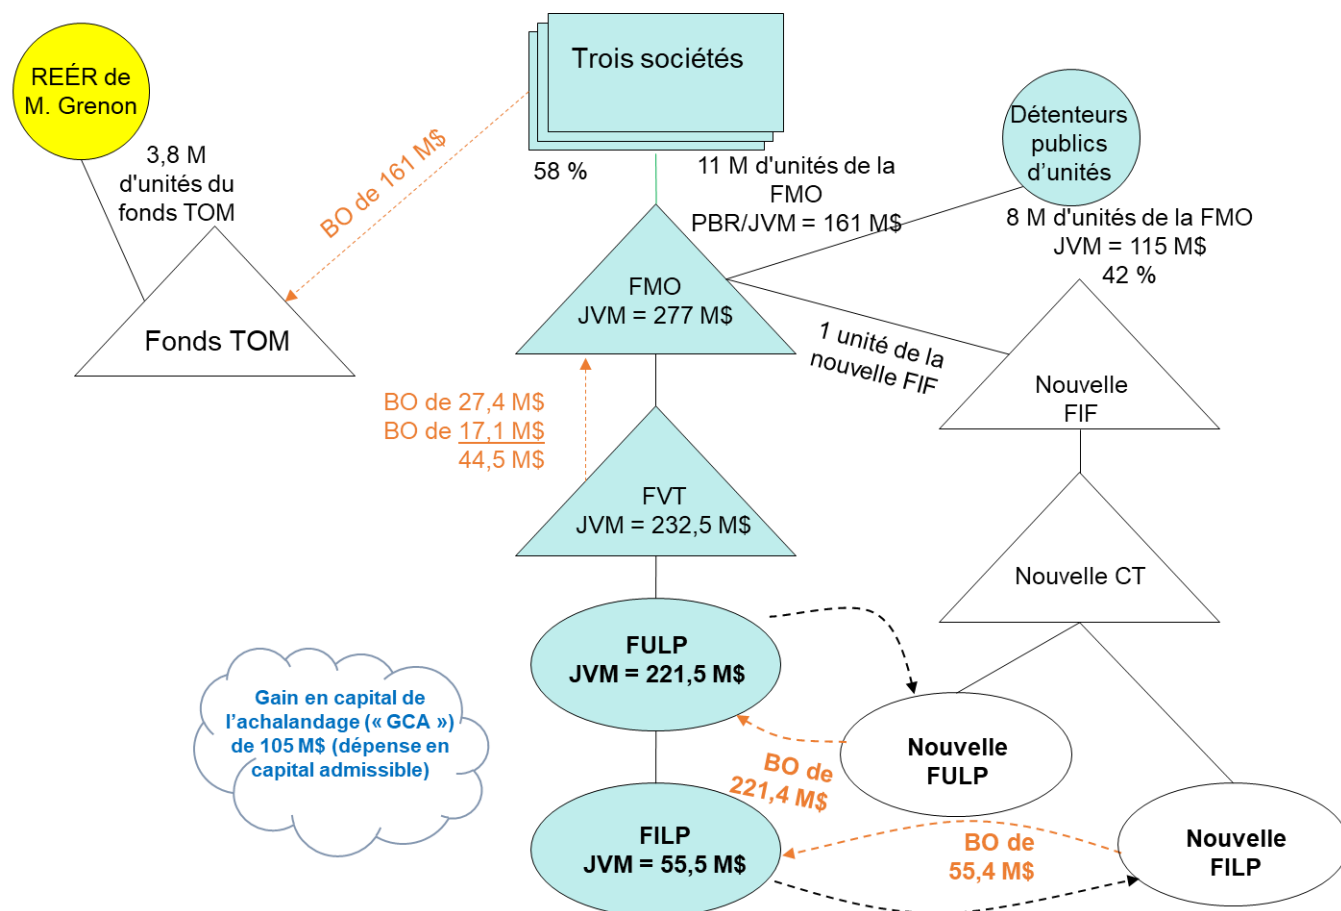 REÉR de
M. Grenon
3,8 M
d'unités du
fonds TOM
Fonds TOM
BO de 161 M$
Trois sociétés
58 %
11 M d'unités de la
FMO
PBR/JVM = 161 M$
Détenteurs
publics
d'unités
8 M d'unités de la FMO
JVM = 115 M$
42 %
FMO
JVM = 277 M$
1 unité de la
nouvelle FIF
Nouvelle
FIF
BO de 27,4 M$
BO de 17,1 M$
44,5 M$
FVT
JVM = 232,5 M$
Nouvelle CT
FULP
JVM = 221,5 M$
Gain en capital de
l'achalandage (« GCA »)
de 105 M$ (dépense en
capital admissible)
BO de
221,4 M$
Nouvelle
FULP
FILP
JVM = 55,5 M$
BO de
55,4 M$
Nouvelle
FILP